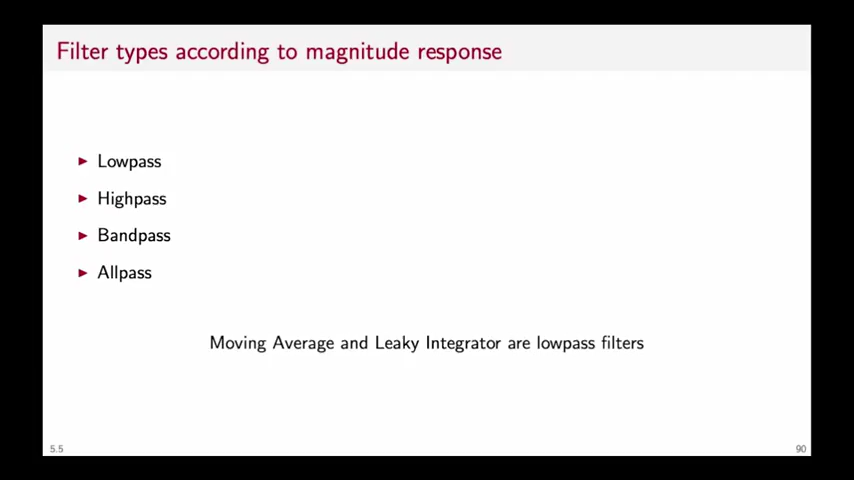 Filter types according to magnitude response
Lowpass
Highpass
Bandpass
Allpass
Moving Average and Leaky Integrator are lowpass filters
5.5
90